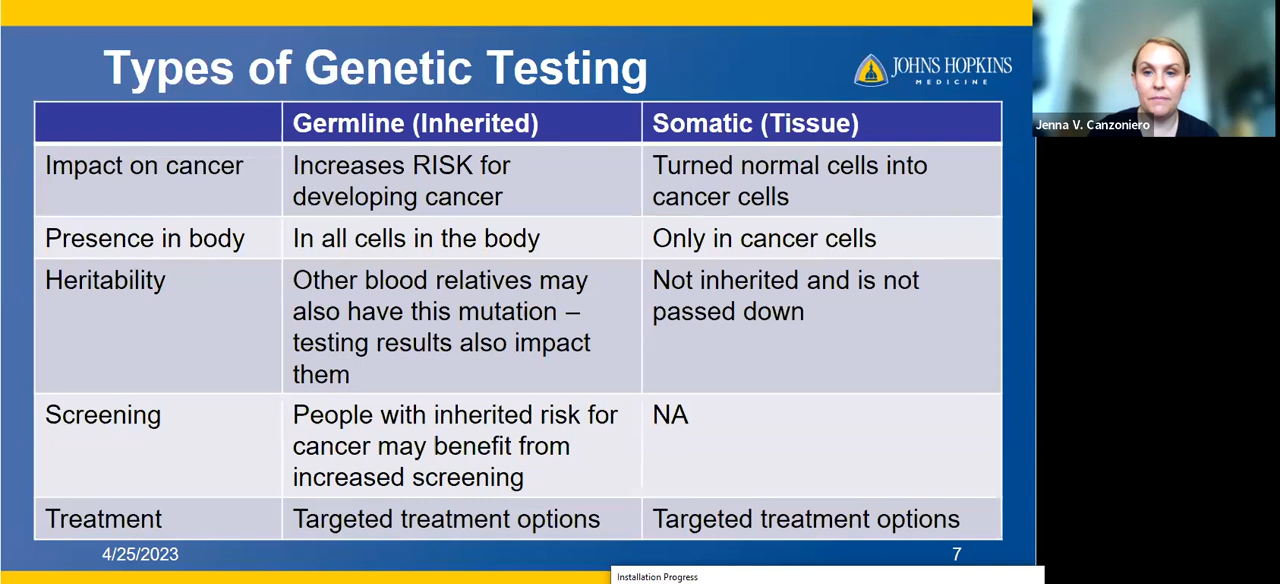 Types of Genetic Testing
JOHNS HOPKINS
MEDICINE
Jenna V. Canzoniero
Germline (Inherited)
Somatic (Tissue)
Impact on cancer
Increases RISK for
developing cancer
Turned normal cells into
cancer cells
Presence in body
In all cells in the body
Only in cancer cells
Heritability
Other blood relatives may
also have this mutation –
testing results also impact
them
Not inherited and is not
passed down
Screening
People with inherited risk for
cancer may benefit from
increased screening
NA
Treatment
Targeted treatment options
Targeted treatment options
4/25/2023
7
Installation Progress